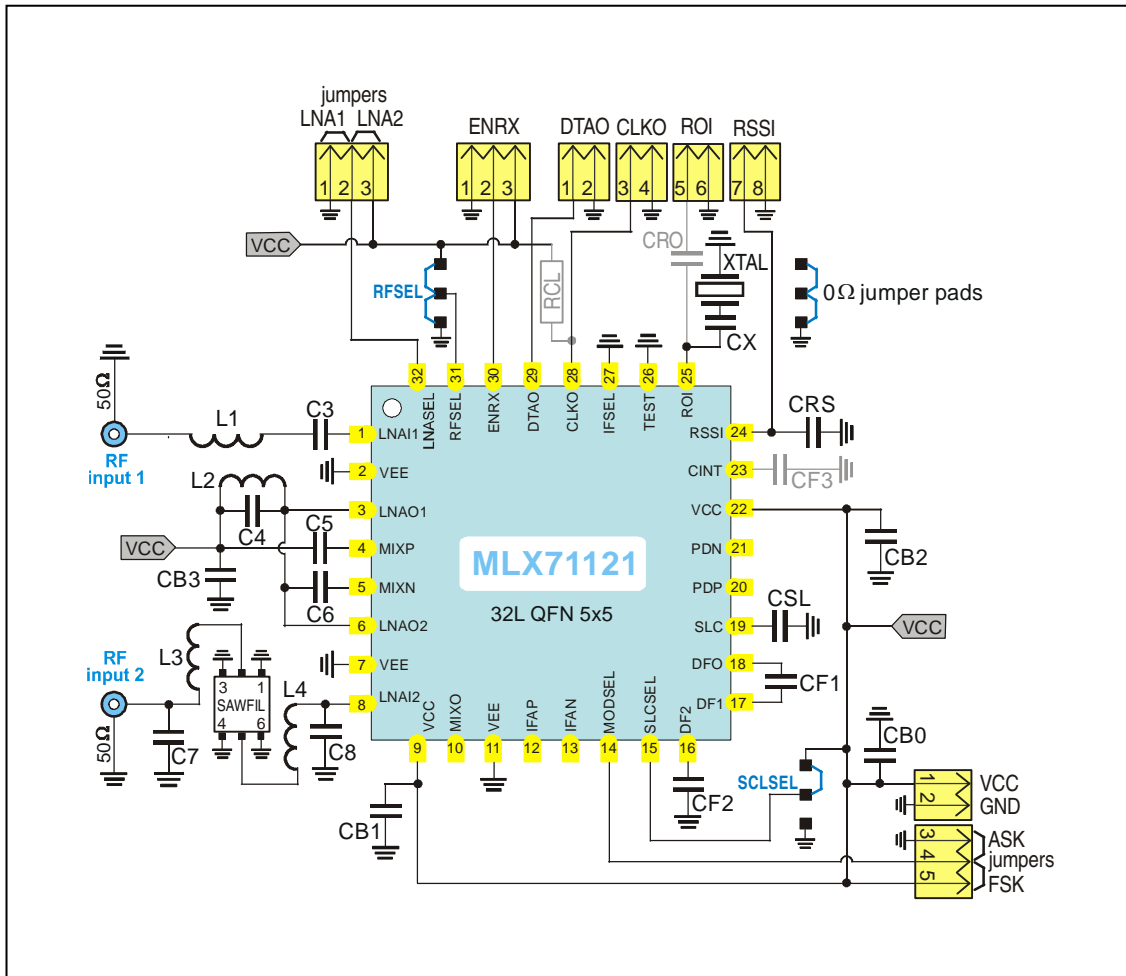 jumpers
LNA1 LNA2
ENRX
DTAO
CLKO
ROI
RSSI
1 2 3
1 2 3
1 2
3 4
5 6
7 8
VCC
RFSEL
RCL
CRO
XTAL
CX
0Ω jumper pads
32 31 30 29 28 27 26 25
LNASEL
RFSEL
ENRX
DTAO
CLKO
IFSEL
TEST
ROI
50Ω
RF
input 1
L1
C3
1 LNAI1
2 VEE
L2
C4
3 LNAO1
VCC
C5
4 MIXP
CB3
5 MIXN
C6
6 LNAO2
7 VEE
8 LNAI2
RF
input 2
50Ω
L3
C7
3 1
SAWFIL
4 6
L4
C8
MLX71121
32L QFN 5x5
RSSI 24
CRS
CINT 23
CF3
VCC 22
CB2
PDN 21
PDP 20
SLC 19
CSL
VCC
DFO 18
CF1
DF1 17
VCC
MIXO
VEE
IFAP
IFAN
MODSEL
SLCSEL
DF2
9 10 11 12 13 14 15 16
CB1
CF2
SCLSEL
CB0
1 VCC
2 GND
3 ASK
4 jumpers
5 FSK